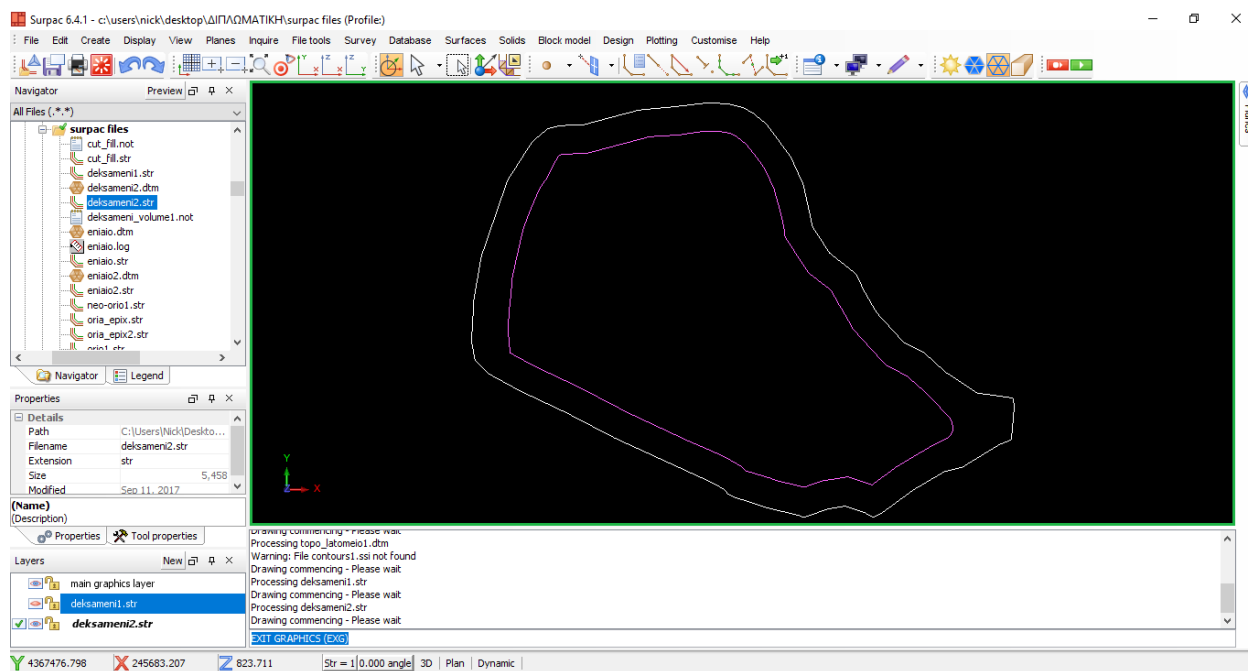 Surpac 6.4.1 - c:\users\nick\desktop\ΔΙΠΛΩΜΑΤΙΚΗ\surpac files (Profile:)
File Edit Create Display View Planes Inquire File tools Survey Database Surfaces Solids Block model Design Plotting Customise Help
Navigator Preview
All Files (.*.*)
surpac files
cut_fill.not
cut_fill.str
deksameni1.str
deksameni2.dtm
deksameni2.str
deksameni_volume1.not
eniaio.dtm
eniaio.log
eniaio.str
eniaio2.dtm
eniaio2.str
neo-orio1.str
oria_epix.str
oria_epix2.str
orio1.str
Navigator Legend
Properties
Details
Path C:\Users\Nick\Deskto...
Filename deksameni2.str
Extension str
Size 5,458
Modified Sep 11, 2017
(Name)
(Description)
Properties Tool properties
Layers New
main graphics layer
deksameni1.str
deksameni2.str
Y
Z X
Drawing commencing - Please wait
Processing topo_latomeio1.dtm
Warning: File contours1.ssi not found
Drawing commencing - Please wait
Processing deksameni1.str
Drawing commencing - Please wait
Processing deksameni2.str
Drawing commencing - Please wait
EXIT GRAPHICS (EXG)
Y 4367476.798 X 245683.207 Z 823.711 Str = 1 0.000 angle 3D Plan Dynamic